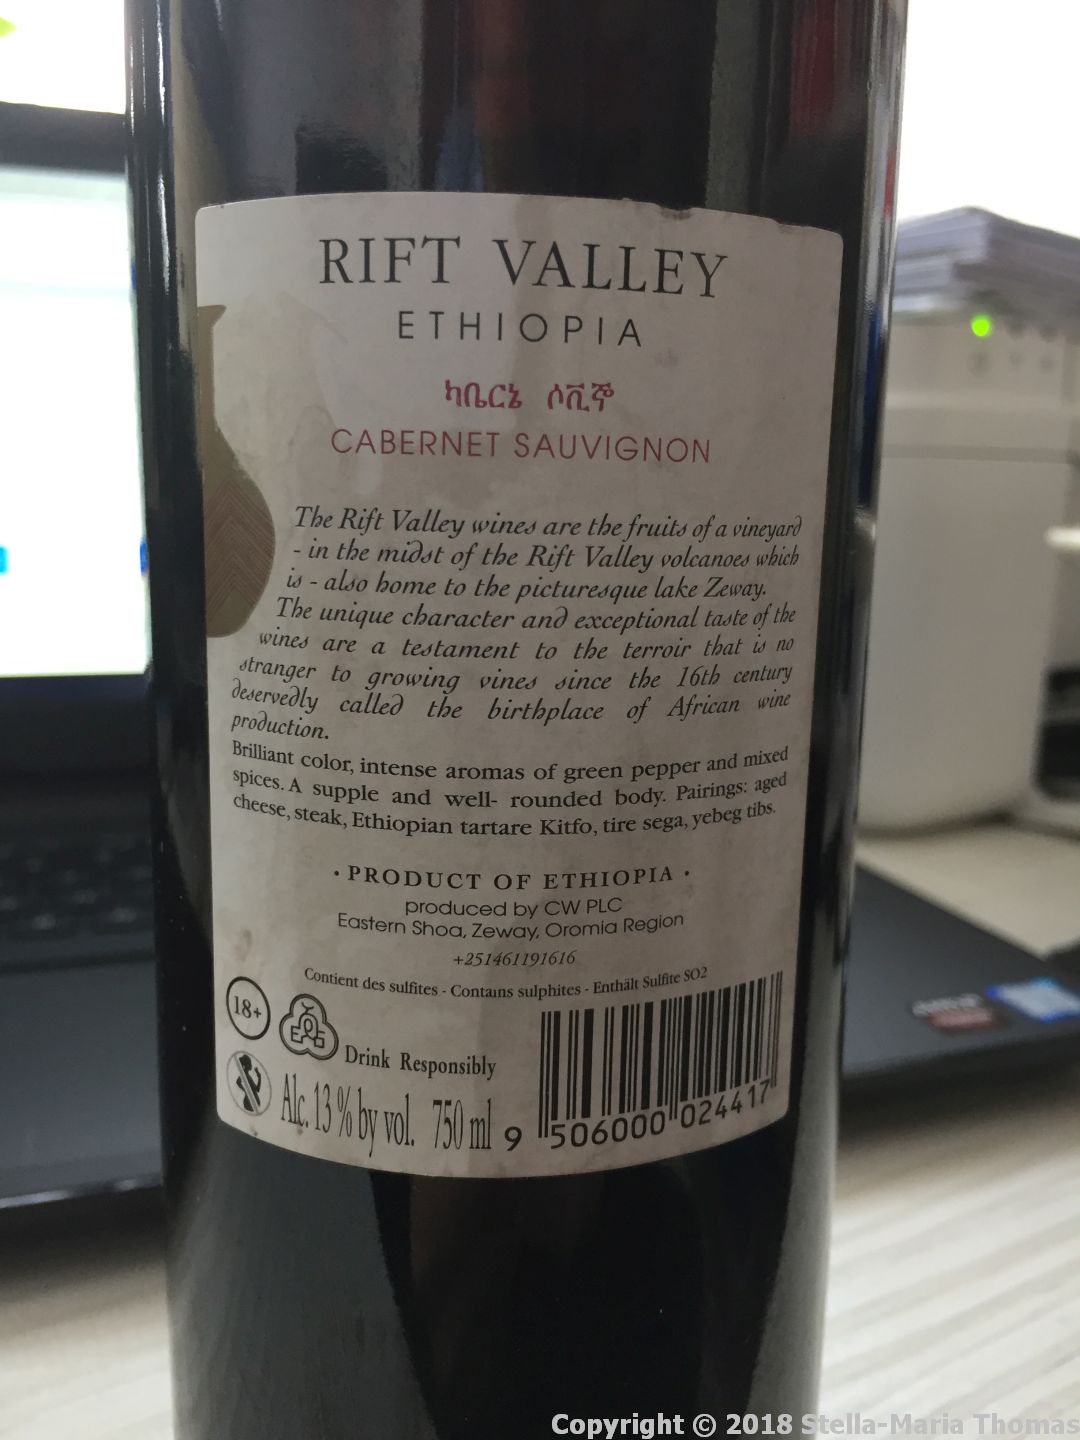 RIFT VALLEY
ETHIOPIA
ካቤርኔ ሶቪኞ
CABERNET SAUVIGNON
The Rift Valley wines are the fruits of a vineyard
- in the midst of the Rift Valley volcanoes which
is - also home to the picturesque lake Zeway.
The unique character and exceptional taste of the
wines are a testament to the terroir that is no
stranger to growing vines since the 16th century
deservedly called the birthplace of African wine
production.
Brilliant color, intense aromas of green pepper and mixed
spices. A supple and well- rounded body. Pairings: aged
cheese, steak, Ethiopian tartare Kitfo, tire sega, yebeg tibs.
· PRODUCT OF ETHIOPIA ·
produced by CW PLC
Eastern Shoa, Zeway, Oromia Region
+251461191616
Contient des sulfites - Contains sulphites - Enthält Sulfite SO2
18+
Drink Responsibly
Alc. 13 % by vol. 750 ml
9 506000 024417
Copyright © 2018 Stella-Maria Thomas